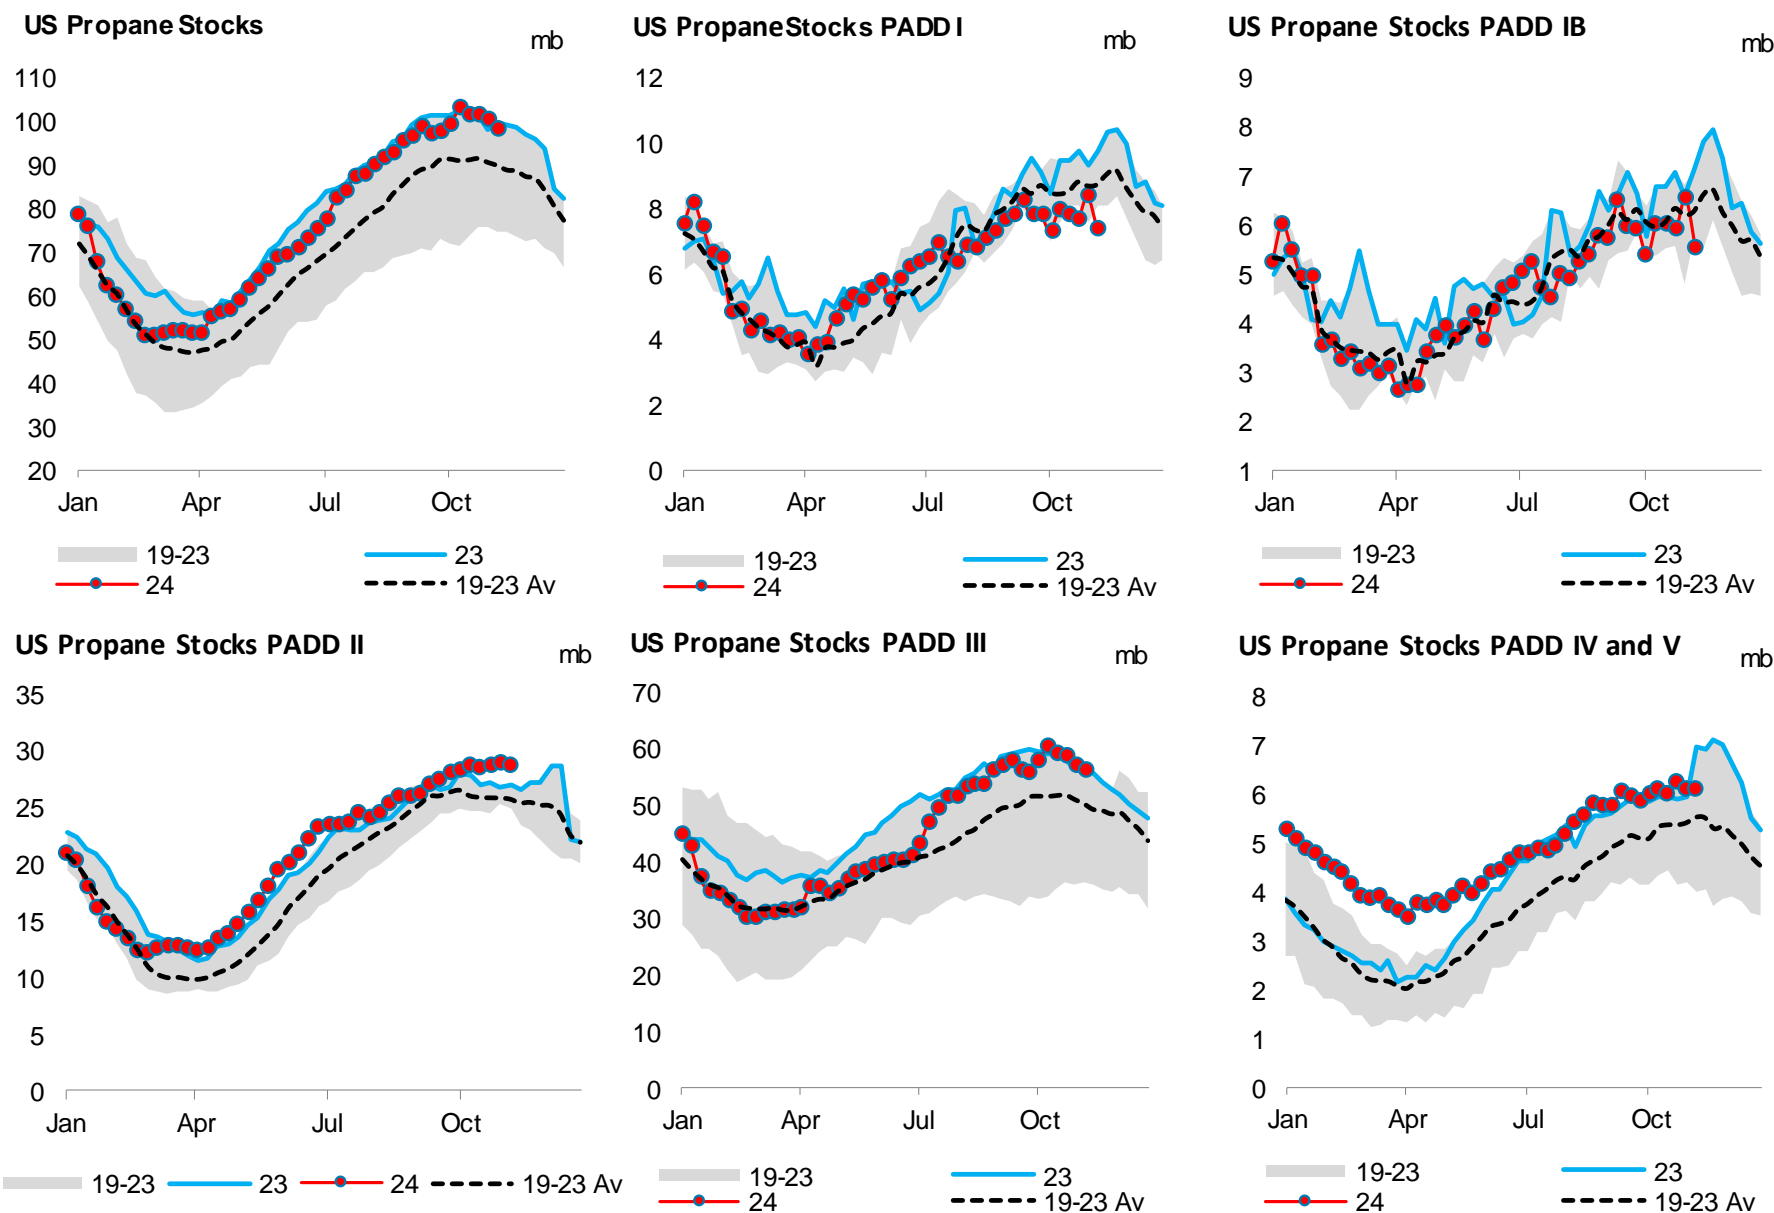 US Propane Stocks
mb
110
100
90
80
70
60
50
40
30
20
Jan Apr Jul Oct
19-23 23
24 19-23 Av
US Propane Stocks PADD I
mb
12
10
8
6
4
2
0
Jan Apr Jul Oct
19-23 23
24 19-23 Av
US Propane Stocks PADD IB
mb
9
8
7
6
5
4
3
2
1
Jan Apr Jul Oct
19-23 23
24 19-23 Av
US Propane Stocks PADD II
mb
35
30
25
20
15
10
5
0
Jan Apr Jul Oct
19-23 23 24 19-23 Av
US Propane Stocks PADD III
mb
70
60
50
40
30
20
10
0
Jan Apr Jul Oct
19-23 23
24 19-23 Av
US Propane Stocks PADD IV and V
mb
8
7
6
5
4
3
2
1
0
Jan Apr Jul Oct
19-23 23
24 19-23 Av